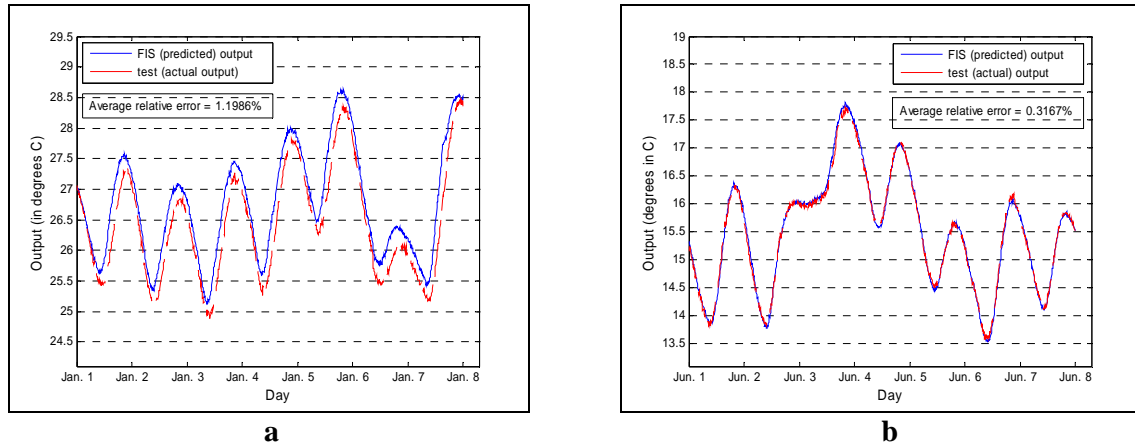 29.5
29
28.5
28
27.5
27
26.5
26
25.5
25
24.5
Output (in degrees C)
FIS (predicted) output
test (actual output)
Average relative error = 1.1986%
Jan. 1 Jan. 2 Jan. 3 Jan. 4 Jan. 5 Jan. 6 Jan. 7 Jan. 8
Day
a
19
18.5
18
17.5
17
16.5
16
15.5
15
14.5
14
13.5
Output (degrees in C)
FIS (predicted) output
test (actual) output
Average relative error = 0.3167%
Jun. 1 Jun. 2 Jun. 3 Jun. 4 Jun. 5 Jun. 6 Jun. 7 Jun. 8
Day
b